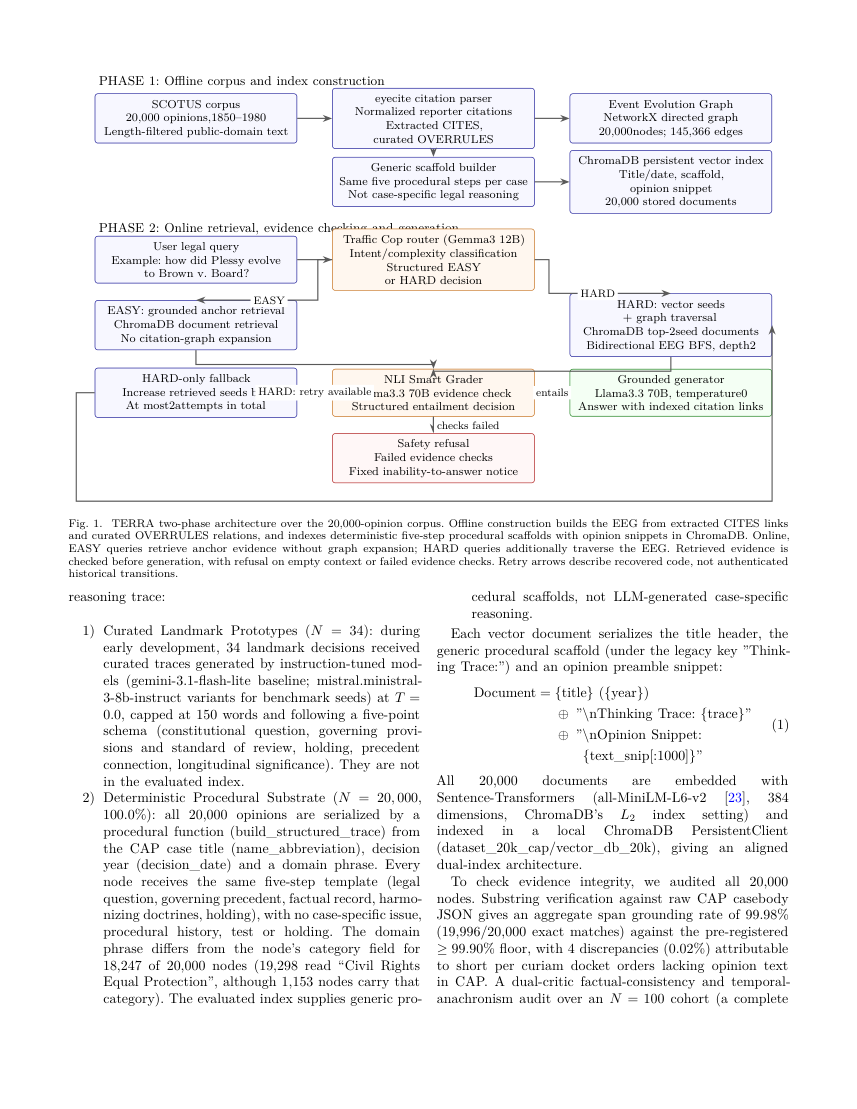 PHASE 1: Offline corpus and index construction
SCOTUS corpus
20,000 opinions,1850–1980
Length-filtered public-domain text
eyecite citation parser
Normalized reporter citations
Extracted CITES,
curated OVERRULES
Event Evolution Graph
NetworkX directed graph
20,000nodes; 145,366 edges
Generic scaffold builder
Same five procedural steps per case
Not case-specific legal reasoning
ChromaDB persistent vector index
Title/date, scaffold,
opinion snippet
20,000 stored documents
PHASE 2: Online retrieval, evidence checking and generation
User legal query
Example: how did Plessy evolve
to Brown v. Board?
Traffic Cop router (Gemma3 12B)
Intent/complexity classification
Structured EASY
or HARD decision
EASY
HARD
EASY: grounded anchor retrieval
ChromaDB document retrieval
No citation-graph expansion
HARD: vector seeds
+ graph traversal
ChromaDB top-2seed documents
Bidirectional EEG BFS, depth2
HARD-only fallback
Increase retrieved seeds
At most2attempts in total
HARD: retry available
NLI Smart Grader
ma3.3 70B evidence check
Structured entailment decision
entails
Grounded generator
Llama3.3 70B, temperature0
Answer with indexed citation links
checks failed
Safety refusal
Failed evidence checks
Fixed inability-to-answer notice
Fig. 1. TERRA two-phase architecture over the 20,000-opinion corpus. Offline construction builds the EEG from extracted CITES links
and curated OVERRULES relations, and indexes deterministic five-step procedural scaffolds with opinion snippets in ChromaDB. Online,
EASY queries retrieve anchor evidence without graph expansion; HARD queries additionally traverse the EEG. Retrieved evidence is
checked before generation, with refusal on empty context or failed evidence checks. Retry arrows describe recovered code, not authenticated
historical transitions.
reasoning trace:
1) Curated Landmark Prototypes (N = 34): during
early development, 34 landmark decisions received
curated traces generated by instruction-tuned mod-
els (gemini-3.1-flash-lite baseline; mistral.ministral-
3-8b-instruct variants for benchmark seeds) at T =
0.0, capped at 150 words and following a five-point
schema (constitutional question, governing provi-
sions and standard of review, holding, precedent
connection, longitudinal significance). They are not
in the evaluated index.
2) Deterministic Procedural Substrate (N = 20, 000,
100.0%): all 20,000 opinions are serialized by a
procedural function (build_structured_trace) from
the CAP case title (name_abbreviation), decision
year (decision_date) and a domain phrase. Every
node receives the same five-step template (legal
question, governing precedent, factual record, harmo-
nizing doctrines, holding), with no case-specific issue,
procedural history, test or holding. The domain
phrase differs from the node's category field for
18,247 of 20,000 nodes (19,298 read “Civil Rights
Equal Protection”, although 1,153 nodes carry that
category). The evaluated index supplies generic pro-
cedural scaffolds, not LLM-generated case-specific
reasoning.
Each vector document serializes the title header, the
generic procedural scaffold (under the legacy key ”Think-
ing Trace:”) and an opinion preamble snippet:
Document = {title} ({year})
⊕ ”\nThinking Trace: {trace}”
⊕ ”\nOpinion Snippet:
{text_snip[:1000]}”
(1)
All 20,000 documents are embedded with
Sentence-Transformers (all-MiniLM-L6-v2 [23], 384
dimensions, ChromaDB's L2 index setting) and
indexed in a local ChromaDB PersistentClient
(dataset_20k_cap/vector_db_20k), giving an aligned
dual-index architecture.
To check evidence integrity, we audited all 20,000
nodes. Substring verification against raw CAP casebody
JSON gives an aggregate span grounding rate of 99.98%
(19,996/20,000 exact matches) against the pre-registered
≥ 99.90% floor, with 4 discrepancies (0.02%) attributable
to short per curiam docket orders lacking opinion text
in CAP. A dual-critic factual-consistency and temporal-
anachronism audit over an N = 100 cohort (a complete